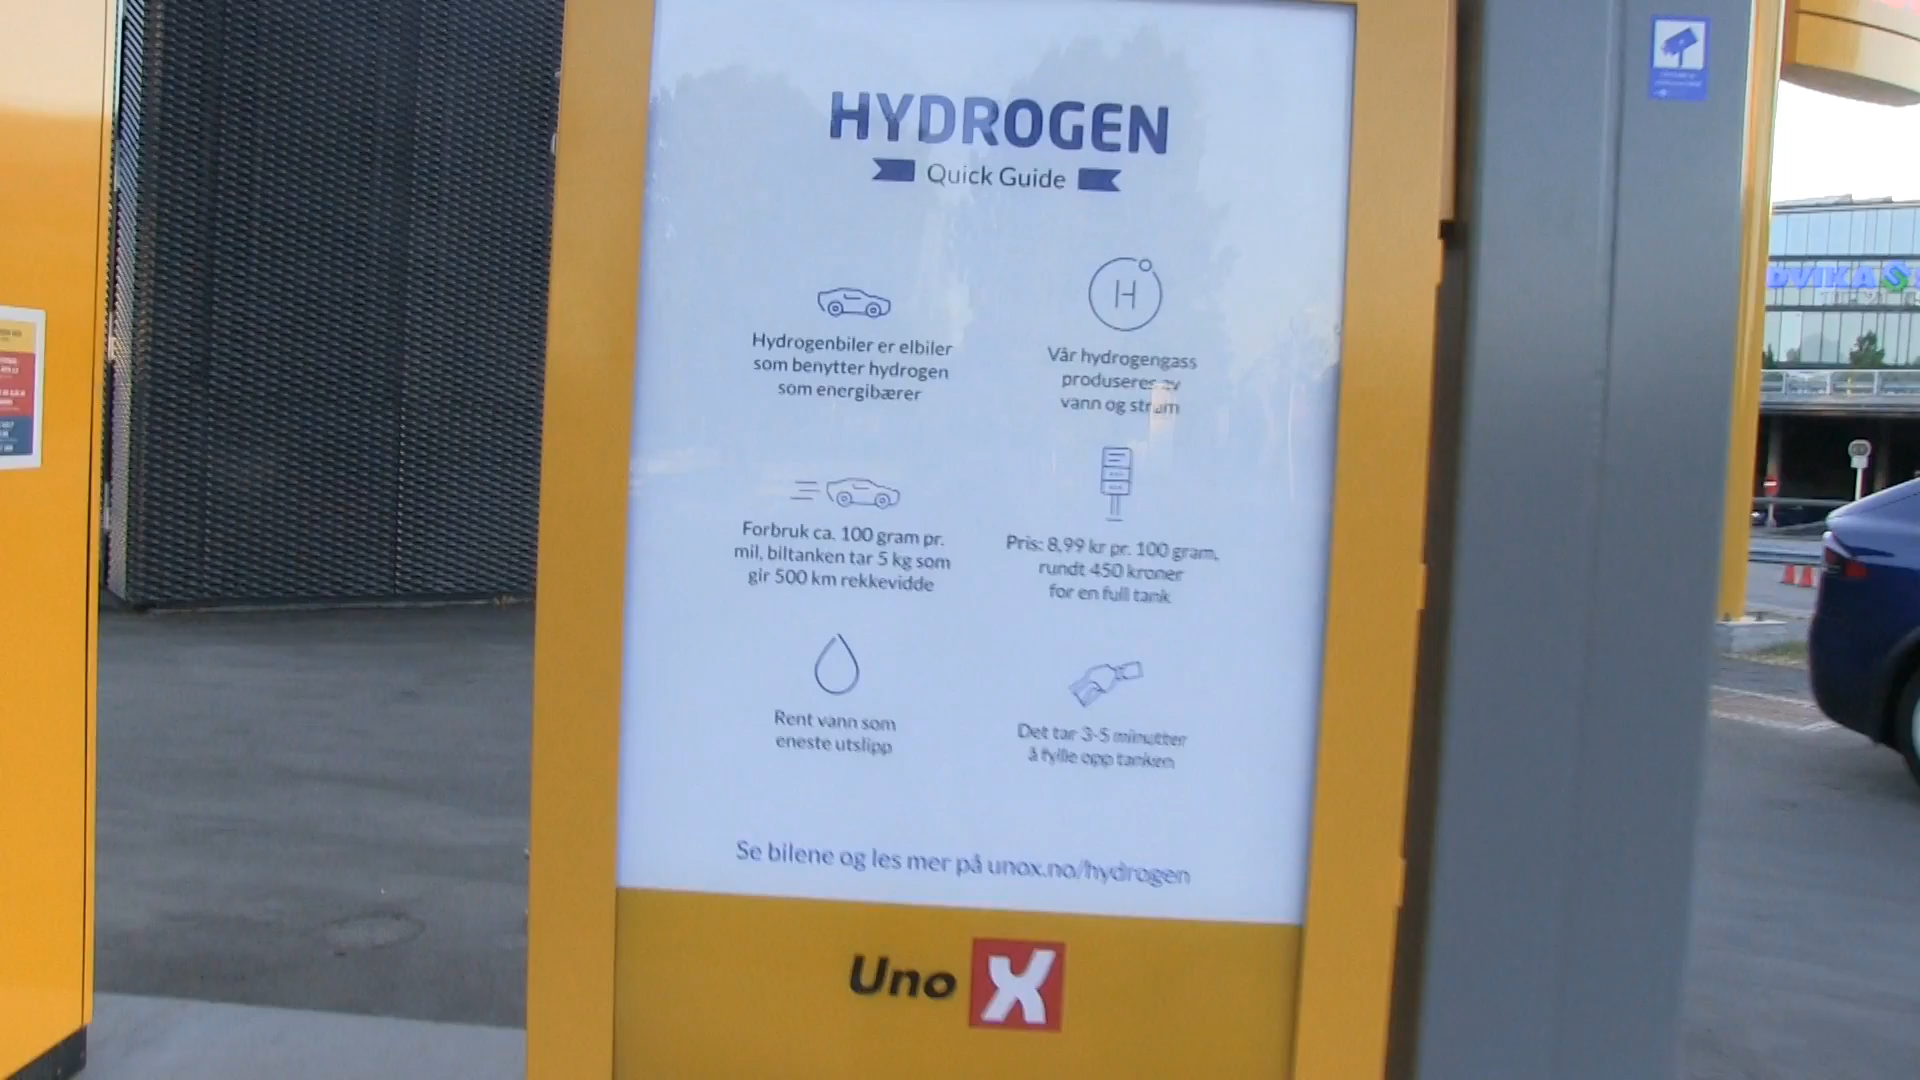 HYDROGEN
Quick Guide
Hydrogenbiler er elbiler
som benytter hydrogen
som energibærer
H
Vår hydrogengass
produseres av
vann og strøm
Forbruk ca. 100 gram pr.
mil, biltanken tar 5 kg som
gir 500 km rekkevidde
Pris: 8,99 kr pr. 100 gram,
rundt 450 kroner
for en full tank
Rent vann som
eneste utslipp
Det tar 3-5 minutter
å fylle opp tanken
Se bilene og les mer på unox.no/hydrogen
Uno X
DVIKA S